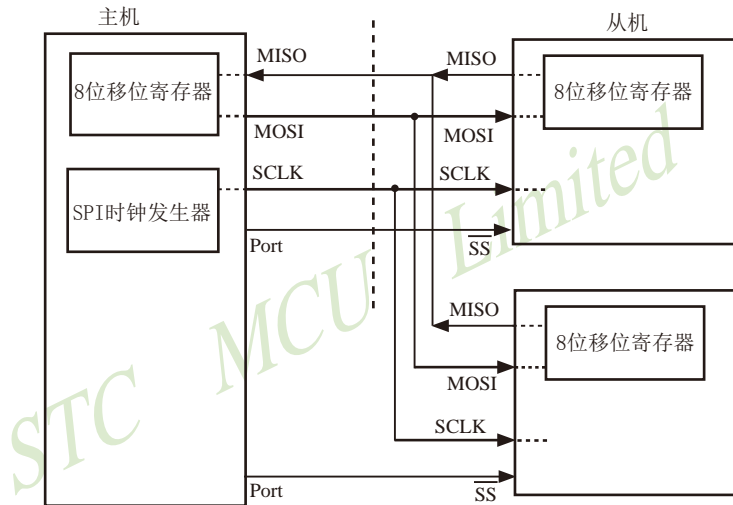 主机
从机
MISO
MISO
8位移位寄存器
8位移位寄存器
MOSI
MOSI
SCLK
SCLK
SPI时钟发生器
Port
SS
MISO
8位移位寄存器
MOSI
SCLK
Port
SS
STC MCU Limited